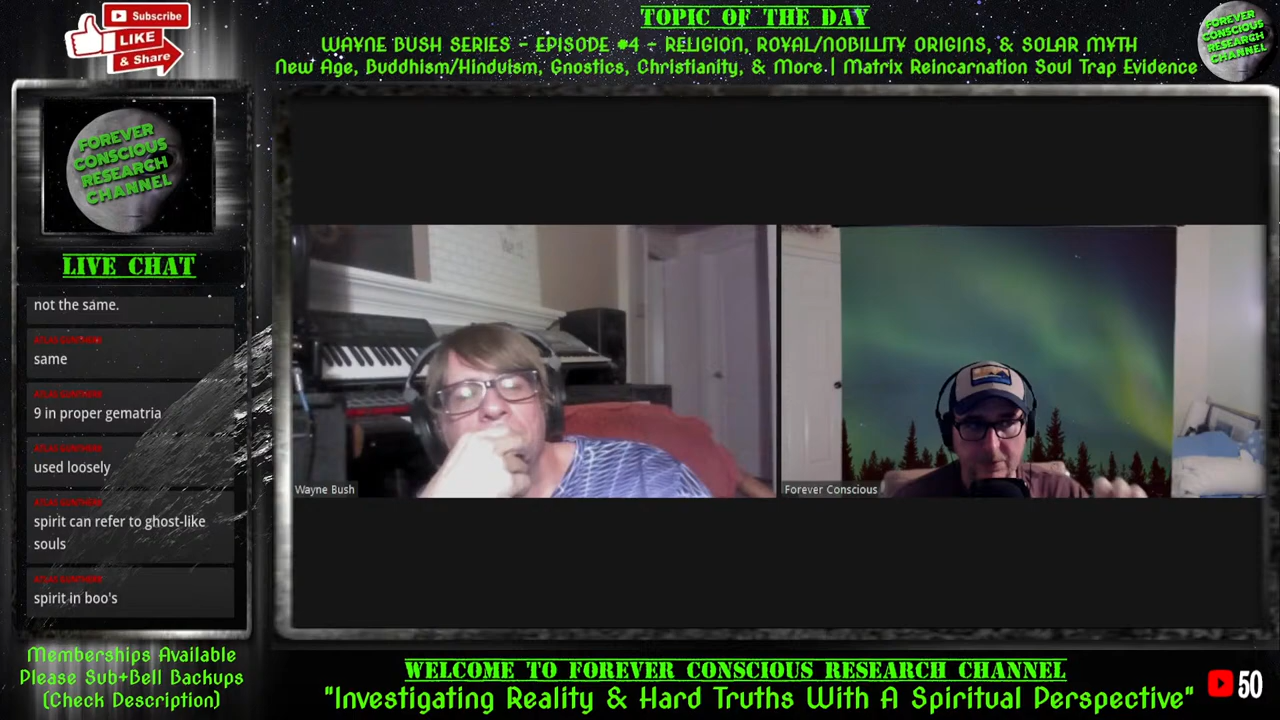 Subscribe
LIKE
& Share
TOPIC OF THE DAY
WAYNE BUSH SERIES - EPISODE #4 - RELIGION, ROYAL/NOBILLITY ORIGINS, & SOLAR MYTH
New Age, Buddhism/Hinduism, Gnostics, Christianity, & More | Matrix Reincarnation Soul Trap Evidence
FOREVER
CONSCIOUS
RESEARCH
CHANNEL
FOREVER
CONSCIOUS
RESEARCH
CHANNEL
LIVE CHAT
not the same.
same
9 in proper gematria
used loosely
spirit can refer to ghost-like
souls
spirit in boo's
Wayne Bush
Forever Conscious
Memberships Available
Please Sub+Bell Backups
(Check Description)
WELCOME TO FOREVER CONSCIOUS RESEARCH CHANNEL
"Investigating Reality & Hard Truths With A Spiritual Perspective"
50